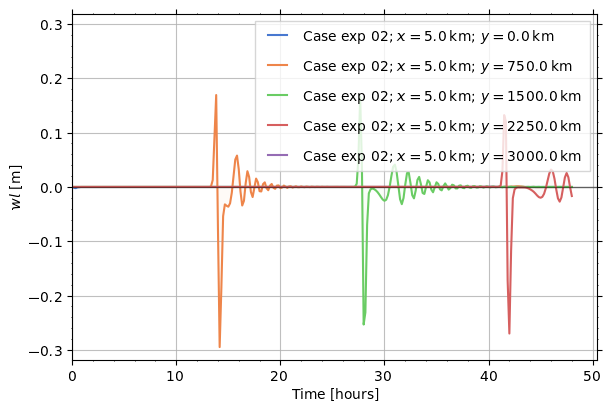 0.3
0.2
0.1
0.0
−0.1
−0.2
−0.3
wl [m]
Case exp 02; x = 5.0 km; y = 0.0 km
Case exp 02; x = 5.0 km; y = 750.0 km
Case exp 02; x = 5.0 km; y = 1500.0 km
Case exp 02; x = 5.0 km; y = 2250.0 km
Case exp 02; x = 5.0 km; y = 3000.0 km
0 10 20 30 40 50
Time [hours]